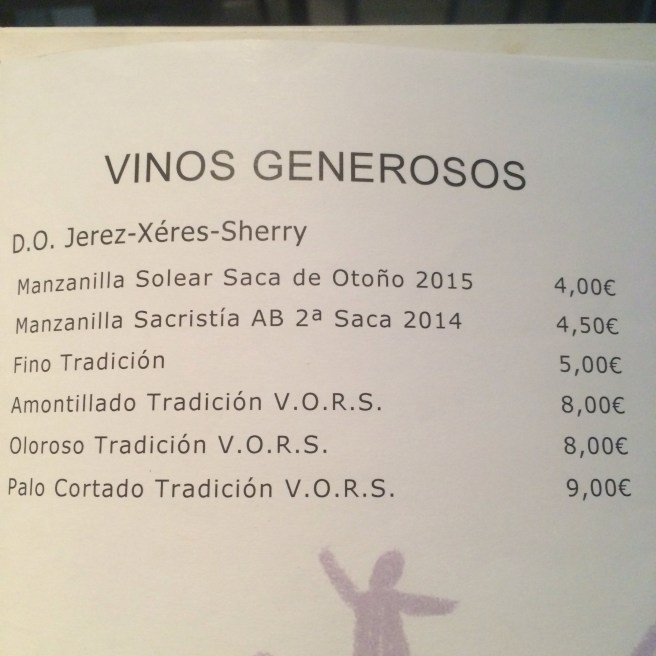 VINOS GENEROSOS
D.O. Jerez-Xéres-Sherry
Manzanilla Solear Saca de Otoño 2015 4,00€
Manzanilla Sacristía AB 2ª Saca 2014 4,50€
Fino Tradición 5,00€
Amontillado Tradición V.O.R.S. 8,00€
Oloroso Tradición V.O.R.S. 8,00€
Palo Cortado Tradición V.O.R.S. 9,00€